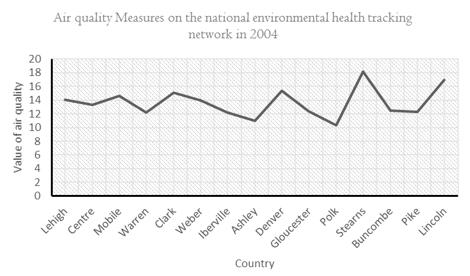 Air quality Measures on the national environmental health tracking
network in 2004
Value of air quality
20
18
16
14
12
10
8
6
4
2
0
Lehigh
Centre
Mobile
Warren
Clark
Weber
Iberville
Ashley
Denver
Gloucester
Polk
Stearns
Buncombe
Pike
Lincoln
Country